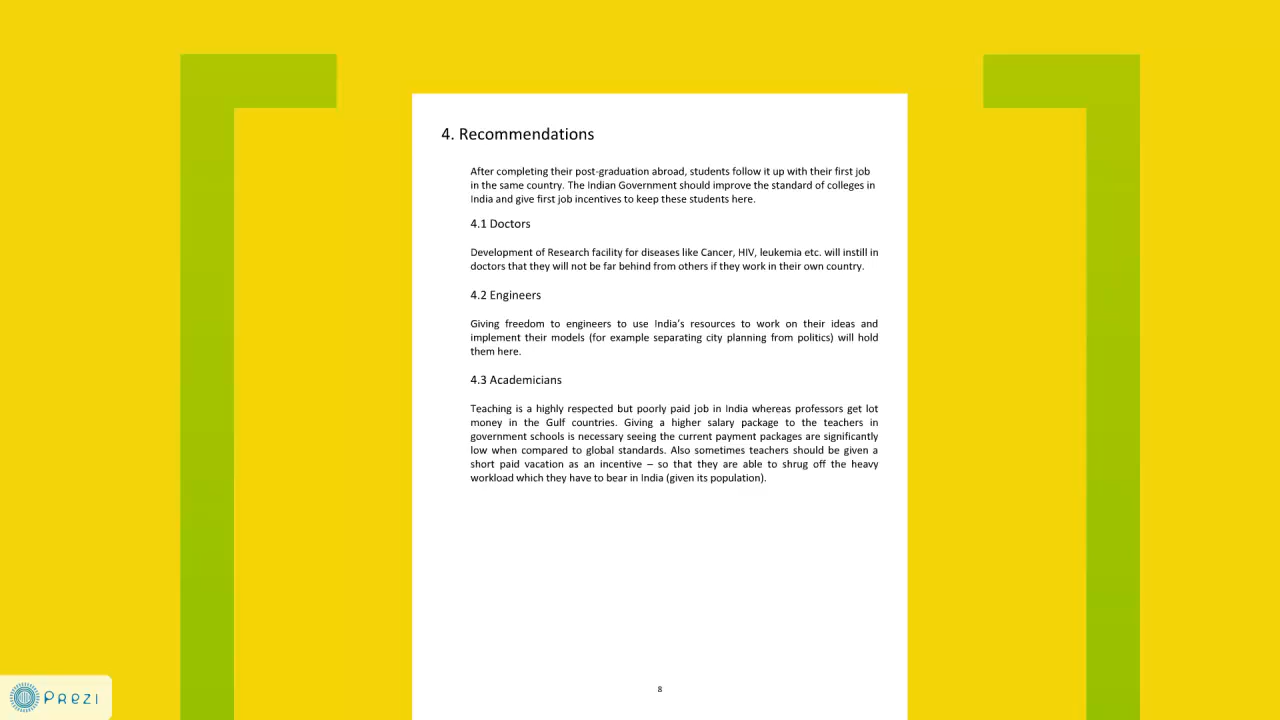 4. Recommendations
After completing their post-graduation abroad, students follow it up with their first job
in the same country. The Indian Government should improve the standard of colleges in
India and give first job incentives to keep these students here.
4.1 Doctors
Development of Research facility for diseases like Cancer, HIV, leukemia etc. will instill in
doctors that they will not be far behind from others if they work in their own country.
4.2 Engineers
Giving freedom to engineers to use India's resources to work on their ideas and
implement their models (for example separating city planning from politics) will hold
them here.
4.3 Academicians
Teaching is a highly respected but poorly paid job in India whereas professors get lot
money in the Gulf countries. Giving a higher salary package to the teachers in
government schools is necessary seeing the current payment packages are significantly
low when compared to global standards. Also sometimes teachers should be given a
short paid vacation as an incentive – so that they are able to shrug off the heavy
workload which they have to bear in India (given its population).
8
PREZI